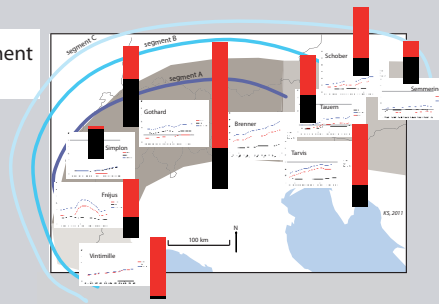 ment
segment C
segment B
segment A
Schober
Semmering
Gothard
Tauern
Brenner
Simplon
Tarvis
Fréjus
KS, 2011
N
100 km
Vintimille